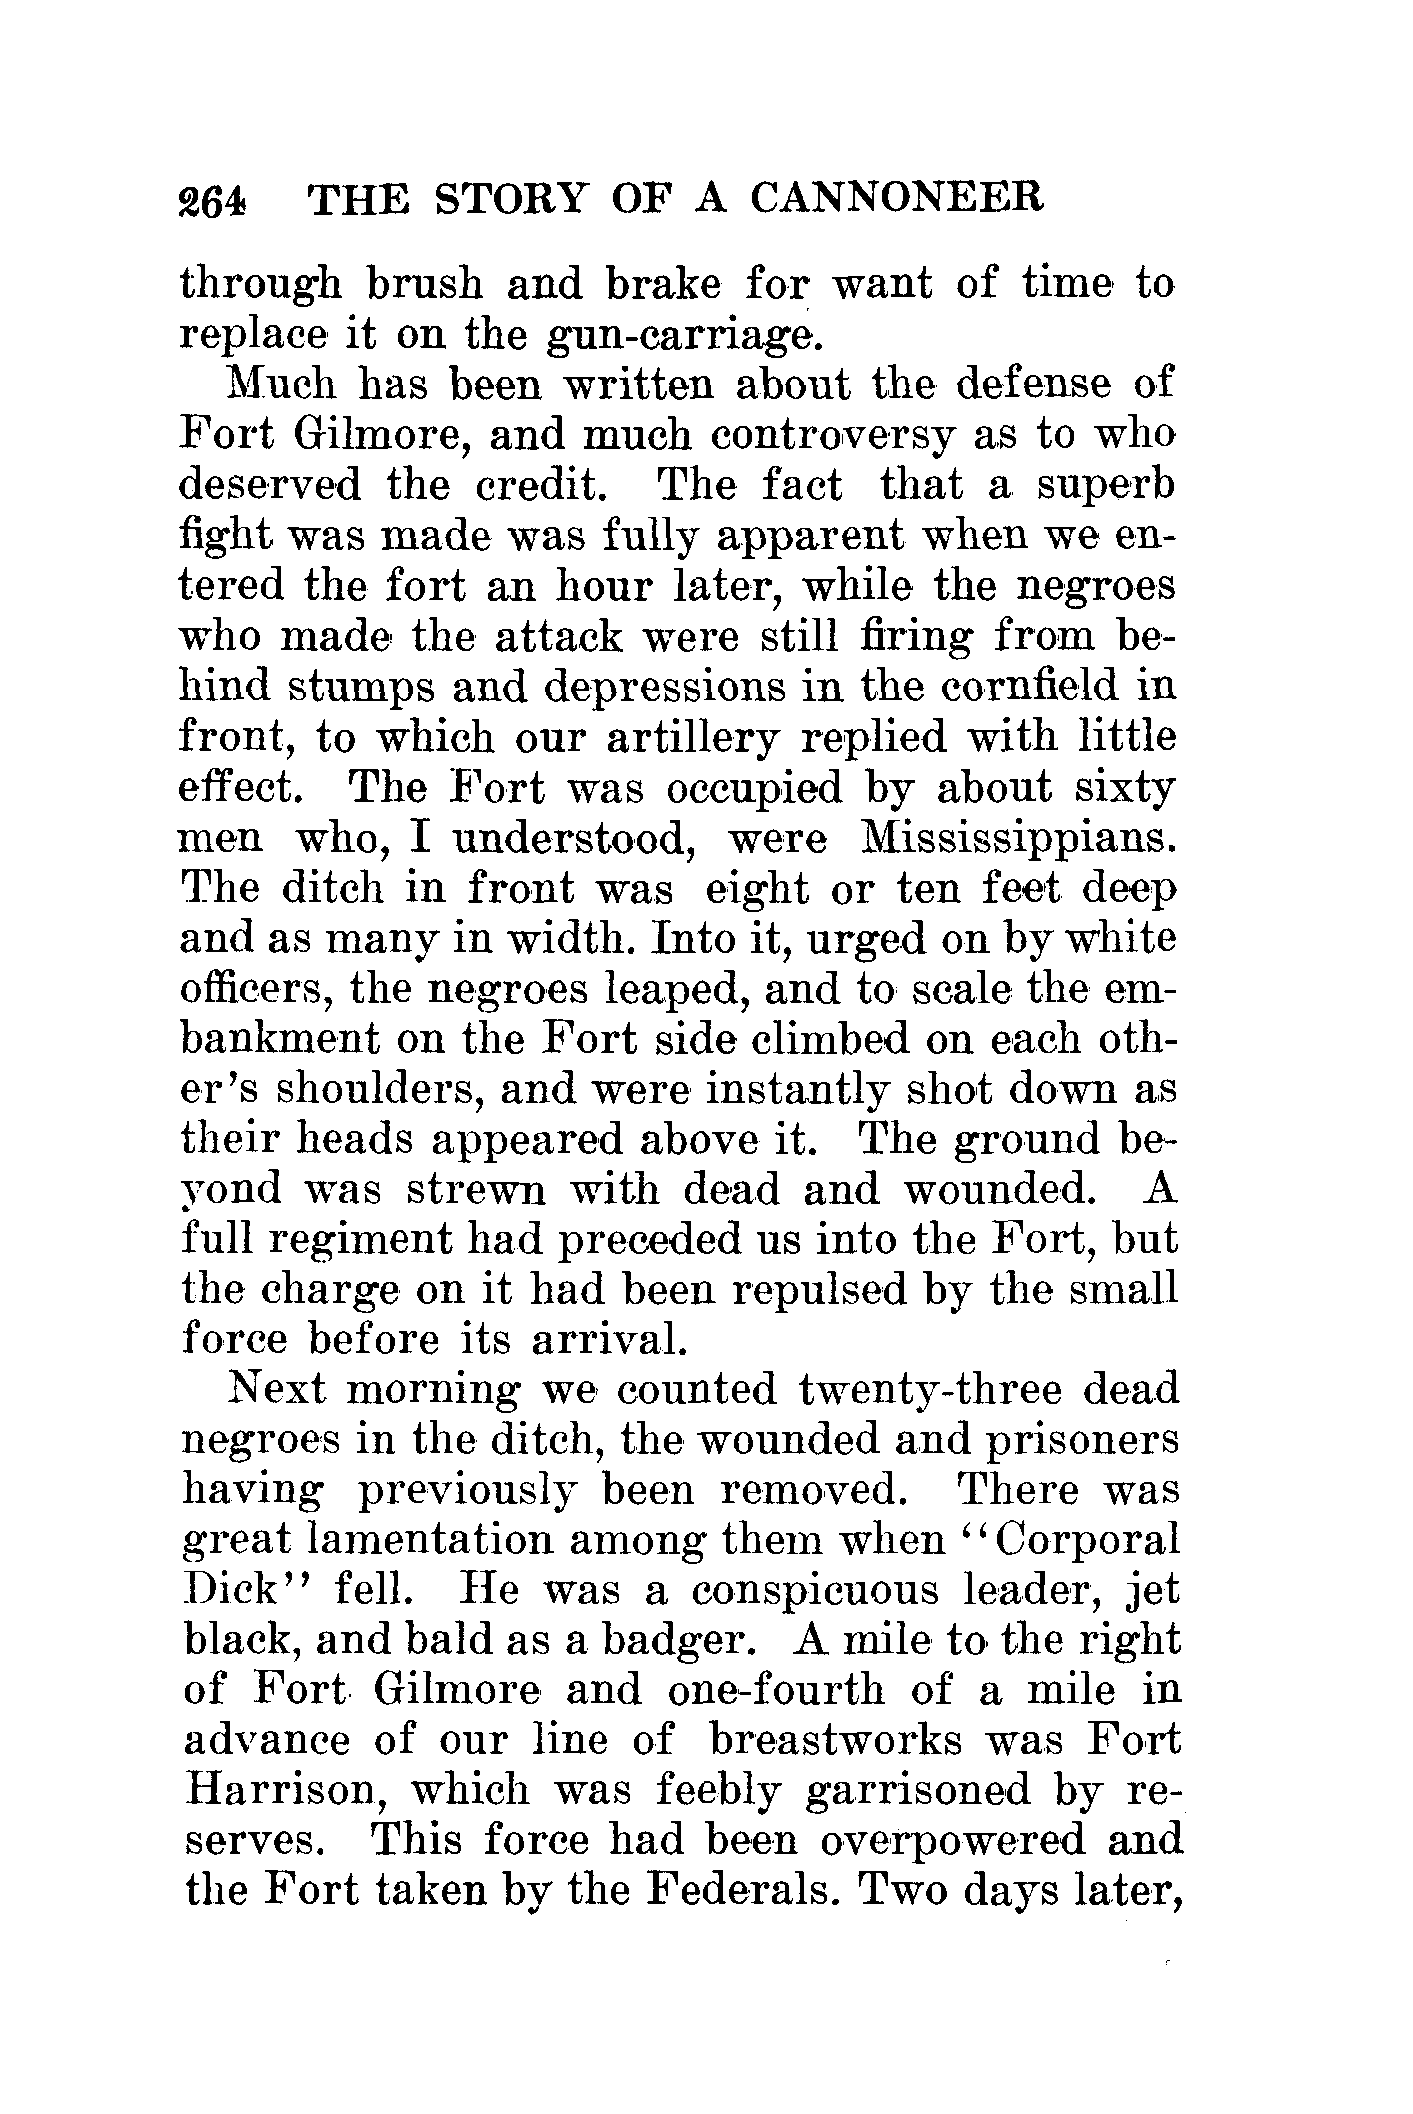 264 THE STORY OF A CANNONEER
through brush and brake for want of time to
replace it on the gun-carriage.
Much has been written about the defense of
Fort Gilmore, and much controversy as to who
deserved the credit. The fact that a superb
fight was made was fully apparent when we en-
tered the fort an hour later, while the negroes
who made the attack were still firing from be-
hind stumps and depressions in the cornfield in
front, to which our artillery replied with little
effect. The Fort was occupied by about sixty
men who, I understood, were Mississippians.
The ditch in front was eight or ten feet deep
and as many in width. Into it, urged on by white
officers, the negroes leaped, and to scale the em-
bankment on the Fort side climbed on each oth-
er's shoulders, and were instantly shot down as
their heads appeared above it. The ground be-
yond was strewn with dead and wounded. A
full regiment had preceded us into the Fort, but
the charge on it had been repulsed by the small
force before its arrival.
Next morning we counted twenty-three dead
negroes in the ditch, the wounded and prisoners
having previously been removed. There was
great lamentation among them when "Corporal
Dick" fell. He was a conspicuous leader, jet
black, and bald as a badger. A mile to the right
of Fort Gilmore and one-fourth of a mile in
advance of our line of breastworks was Fort
Harrison, which was feebly garrisoned by re-
serves. This force had been overpowered and
the Fort taken by the Federals. Two days later,